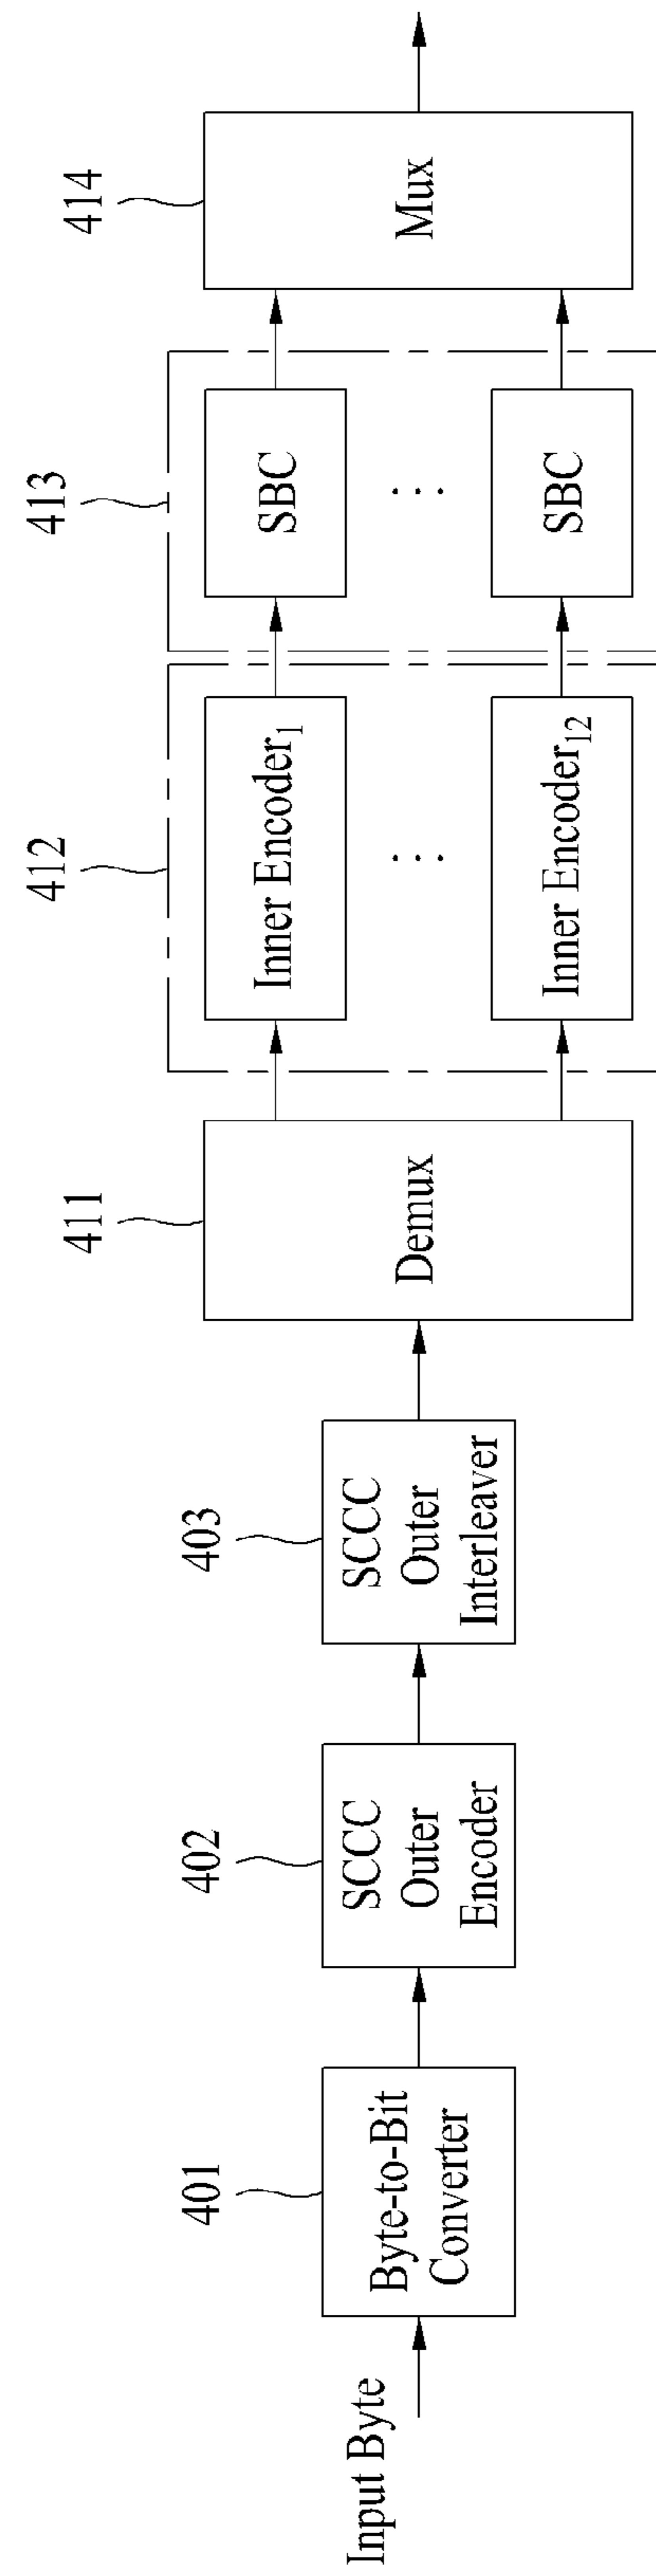 Input Byte
401
Byte-to-Bit
Converter
402
SCCC
Outer
Encoder
403
SCCC
Outer
Interleaver
411
Demux
412
Inner Encoder₁
⋮
Inner Encoder₁₂
413
SBC
⋮
SBC
414
Mux